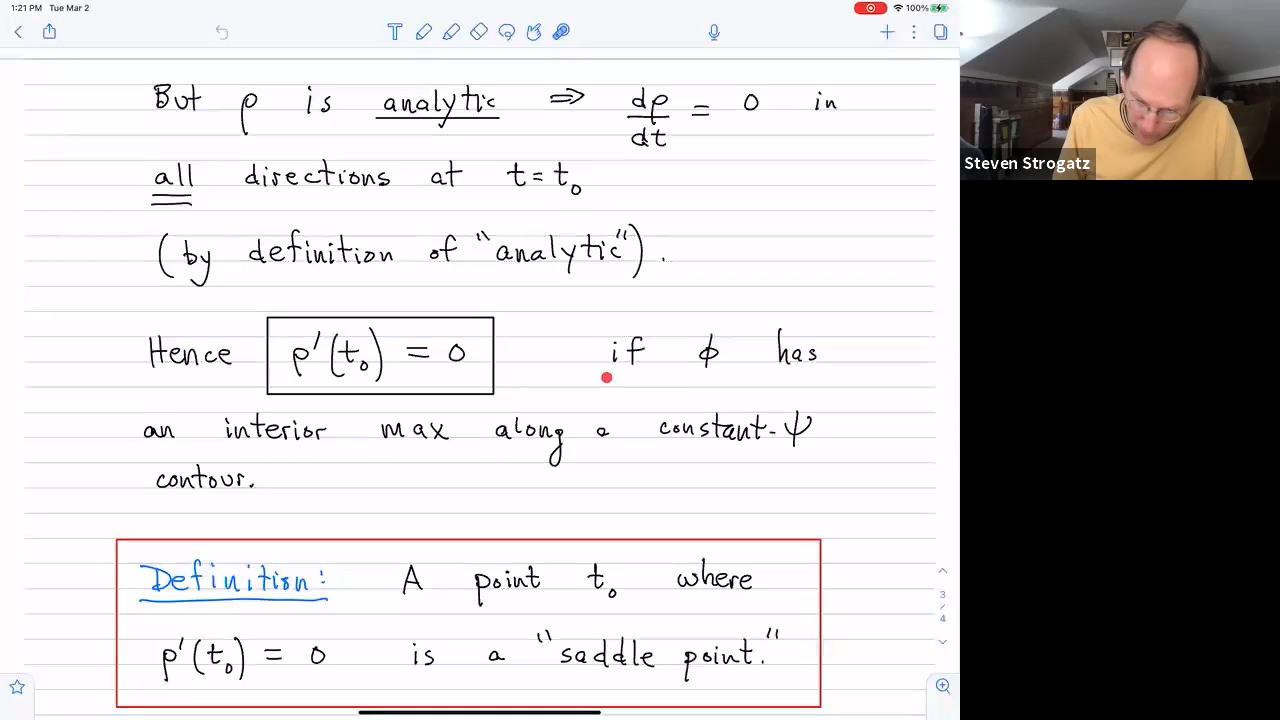 1:21 PM Tue Mar 2
100%
But ρ is analytic ⇒ dρ/dt = 0 in
all directions at t = t₀
(by definition of "analytic").
Hence ρ'(t₀) = 0 if φ has
an interior max along a constant-ψ
contour.
Definition: A point t₀ where
ρ'(t₀) = 0 is a "saddle point."
Steven Strogatz
3
/
4